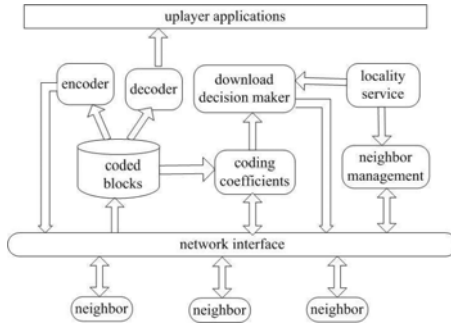 uplayer applications
encoder
decoder
download
decision maker
locality
service
coded
blocks
coding
coefficients
neighbor
management
network interface
neighbor
neighbor
neighbor